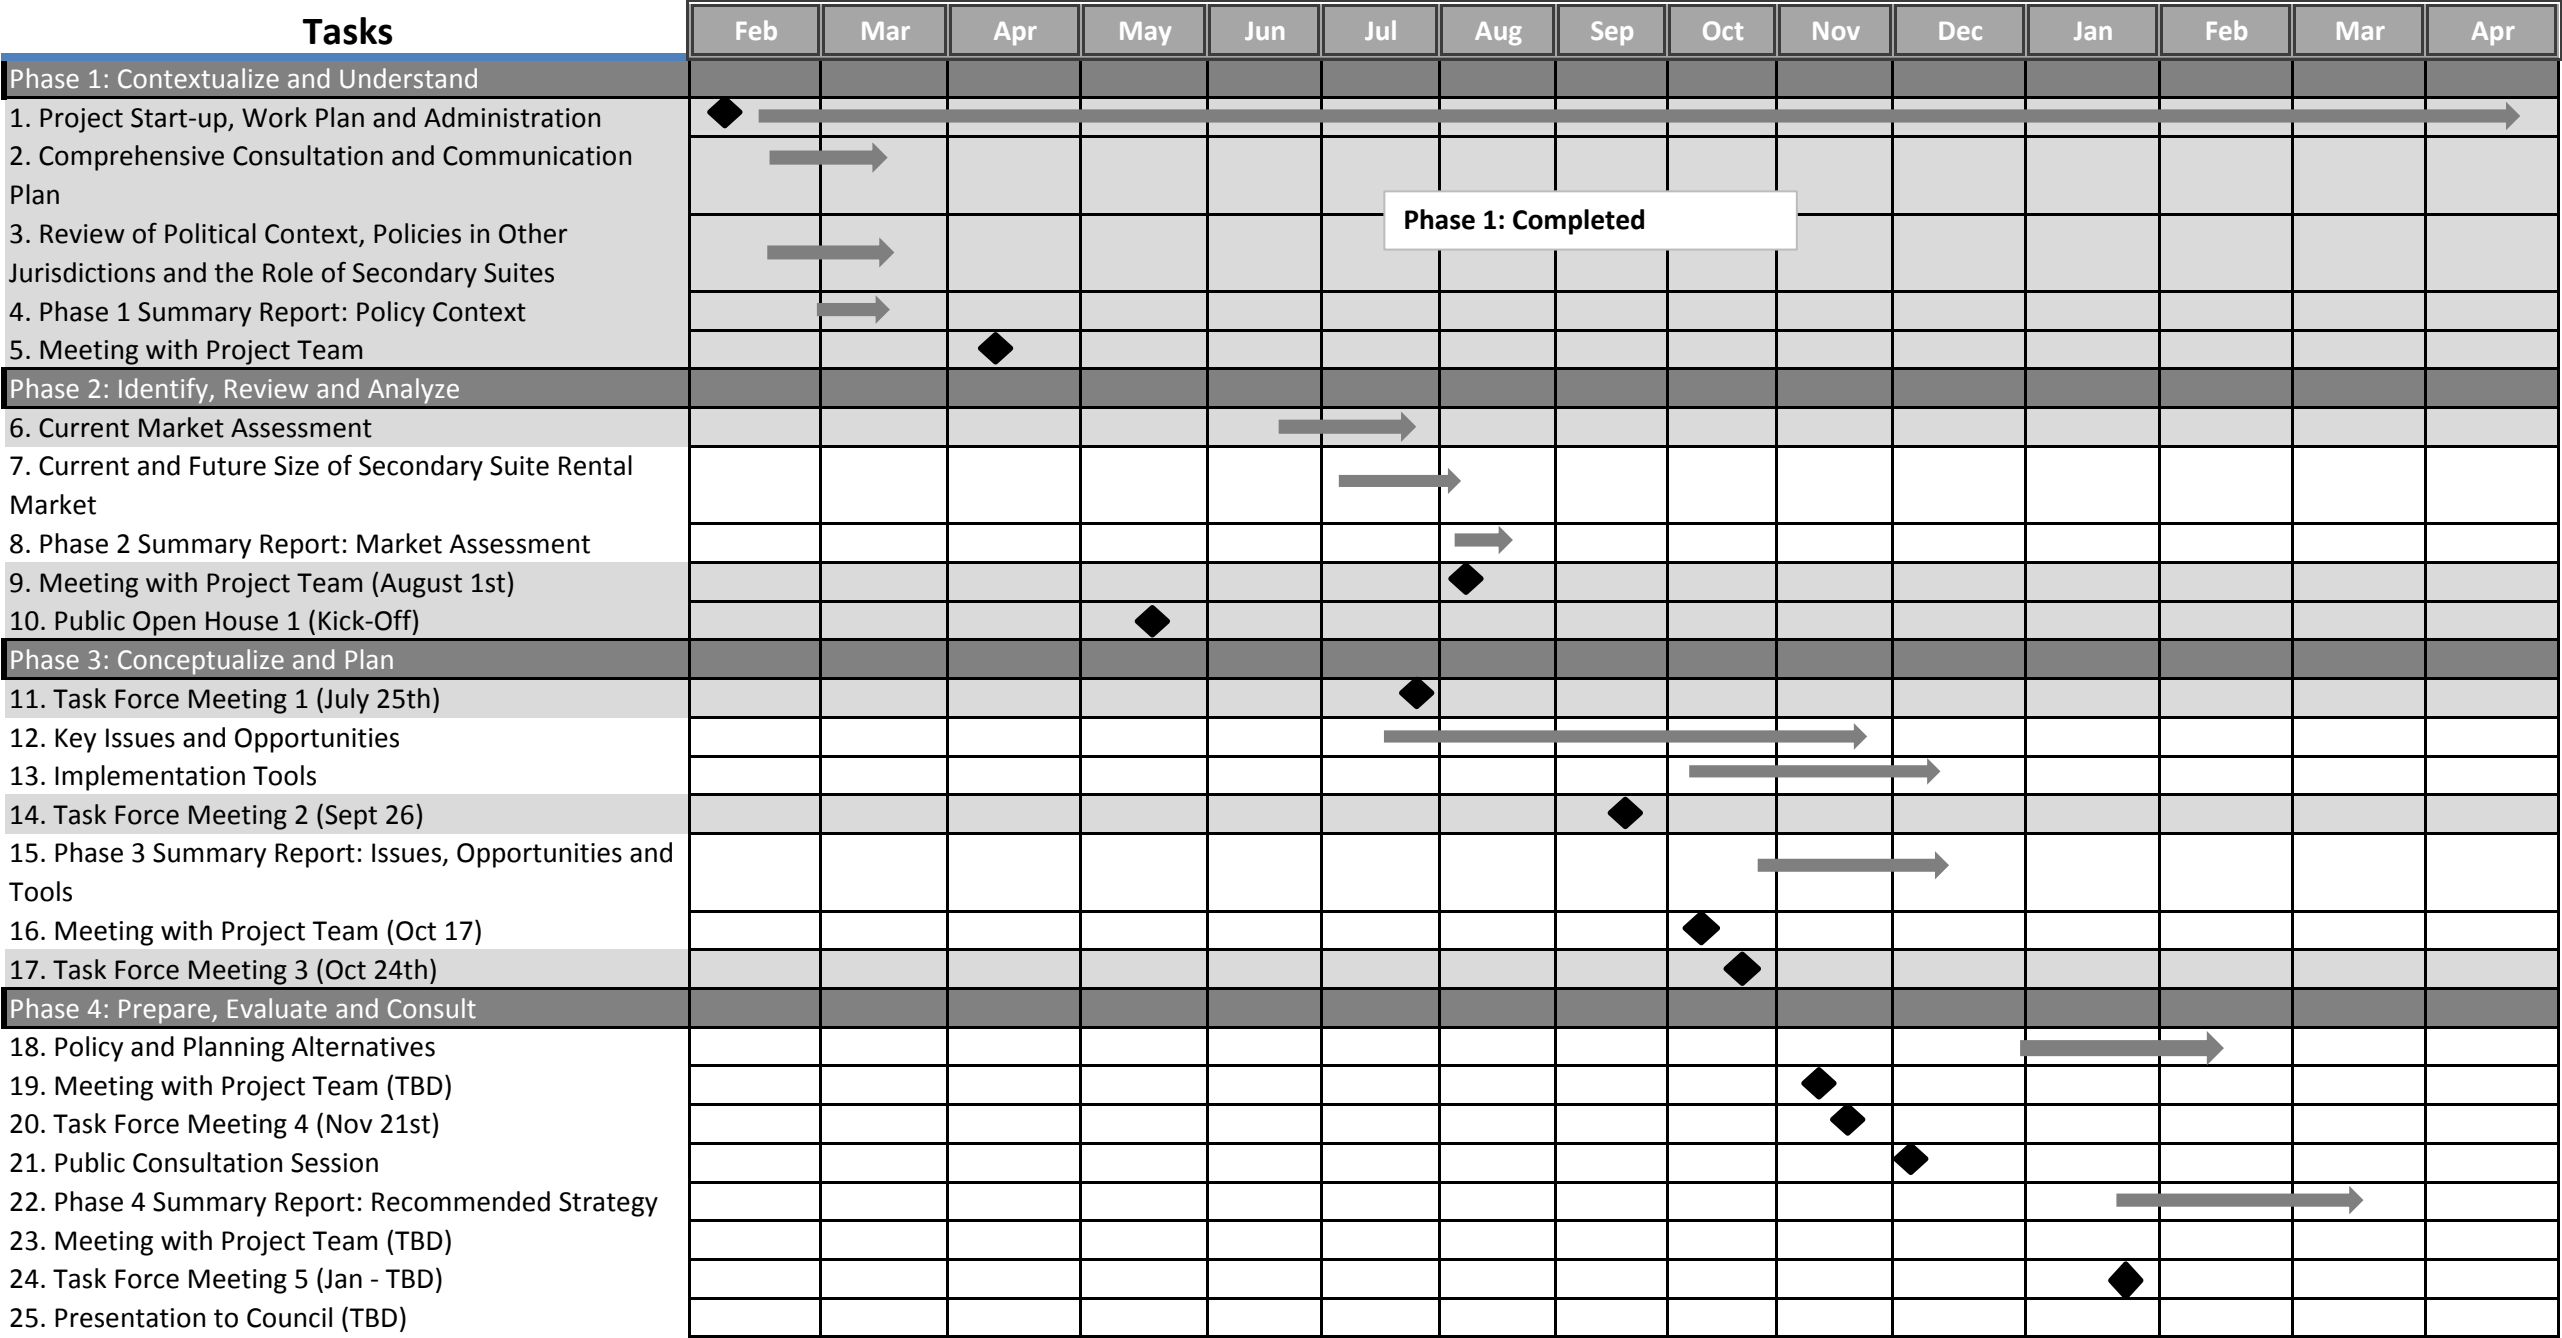 Tasks Feb Mar Apr May Jun Jul Aug Sep Oct Nov Dec Jan Feb Mar Apr
Phase 1: Contextualize and Understand
1. Project Start-up, Work Plan and Administration
2. Comprehensive Consultation and Communication
Plan
Phase 1: Completed
3. Review of Political Context, Policies in Other
Jurisdictions and the Role of Secondary Suites
4. Phase 1 Summary Report: Policy Context
5. Meeting with Project Team
Phase 2: Identify, Review and Analyze
6. Current Market Assessment
7. Current and Future Size of Secondary Suite Rental
Market
8. Phase 2 Summary Report: Market Assessment
9. Meeting with Project Team (August 1st)
10. Public Open House 1 (Kick-Off)
Phase 3: Conceptualize and Plan
11. Task Force Meeting 1 (July 25th)
12. Key Issues and Opportunities
13. Implementation Tools
14. Task Force Meeting 2 (Sept 26)
15. Phase 3 Summary Report: Issues, Opportunities and
Tools
16. Meeting with Project Team (Oct 17)
17. Task Force Meeting 3 (Oct 24th)
Phase 4: Prepare, Evaluate and Consult
18. Policy and Planning Alternatives
19. Meeting with Project Team (TBD)
20. Task Force Meeting 4 (Nov 21st)
21. Public Consultation Session
22. Phase 4 Summary Report: Recommended Strategy
23. Meeting with Project Team (TBD)
24. Task Force Meeting 5 (Jan - TBD)
25. Presentation to Council (TBD)